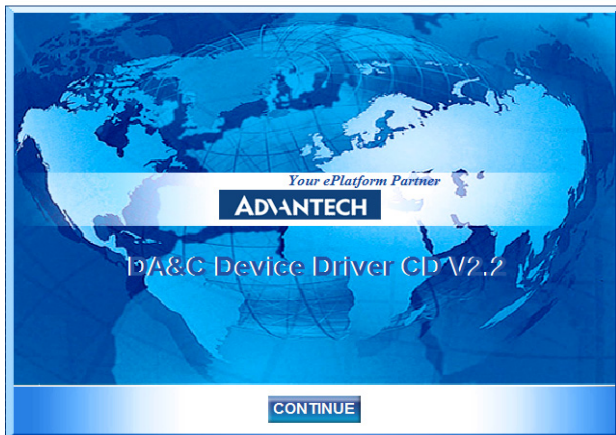 Your ePlatform Partner
ADVANTECH
DA&C Device Driver CD V2.2
CONTINUE